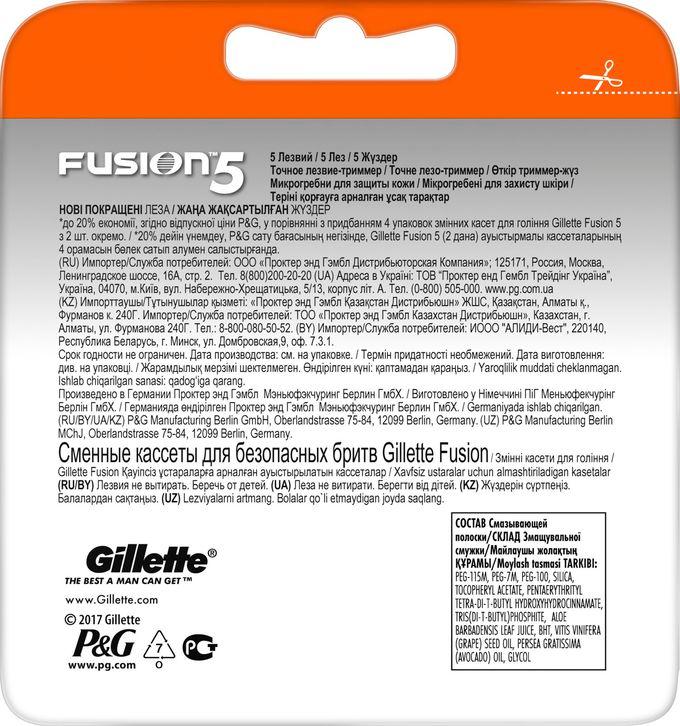 FUSION™5
5 Лезвий / 5 Лез / 5 Жүздер
Точное лезвие-триммер / Точне лезо-триммер / Өткір триммер-жүз
Микрогребни для защиты кожи / Мікрогребені для захисту шкіри /
Теріні қорғауға арналған ұсақ тарақтар
НОВІ ПОКРАЩЕНІ ЛЕЗА / ЖАҢА ЖАҚСАРТЫЛҒАН ЖҮЗДЕР
*до 20% економії, згідно відпускної ціни P&G, у порівнянні з придбанням 4 упаковок змінних касет для гоління Gillette Fusion 5
з 2 шт. окремо. / *20% дейін үнемдеу, P&G сату бағасының негізінде, Gillette Fusion 5 (2 дана) ауыстырмалы кассеталарының
4 орамасын белек сатып алумен салыстырғанда.
(RU) Импортер/Служба потребителей: ООО «Проктер энд Гэмбл Дистрибьюторская Компания»; 125171, Россия, Москва,
Ленинградское шоссе, 16А, стр. 2. Тел. 8(800)200-20-20 (UA) Адреса в Україні: ТОВ “Проктер енд Гембл Трейдінг Україна”,
Україна, 04070, м.Київ, вул. Набережно-Хрещатицька, 5/13, корпус літ. А. Тел. (0-800) 505-000. www.pg.com.ua
(KZ) Импорттаушы/Тұтынушылар қызметі: «Проктер энд Гэмбл Қазақстан Дистрибьюшн» ЖШС, Қазақстан, Алматы қ.,
Фурманов к. 240Г. Импортер/Служба потребителей: ТОО «Проктер энд Гэмбл Казахстан Дистрибьюшн», Казахстан, г.
Алматы, ул. Фурманова 240Г. Тел.: 8-800-080-50-52. (BY) Импортер/Служба потребителей: ИООО "АЛИДИ-Вест", 220140,
Республика Беларусь, г. Минск, ул. Домбровская,9, оф. 7.3.1.
Срок годности не ограничен. Дата производства: см. на упаковке. / Термін придатності необмежений. Дата виготовлення:
див. на упаковці. / Жарамдылық мерзімі шектелмеген. Өндірілген күні: қаптамадан қараңыз. / Yaroqlilik muddati cheklanmagan.
Ishlab chiqarilgan sanasi: qadog‘iga qarang.
Произведено в Германии Проктер энд Гэмбл Мэньюфэкчуринг Берлин ГмбХ. / Виготовлено у Німеччині ПіГ Меньюфекчурінг
Берлін ГмбХ. / Германияда өндірілген Проктер энд Гэмбл Мэньюфэкчуринг Берлин ГмбХ. / Germaniyada ishlab chiqarilgan.
(RU/BY/UA/KZ) P&G Manufacturing Berlin GmbH, Oberlandstrasse 75-84, 12099 Berlin, Germany. (UZ) P&G Manufacturing Berlin
MChJ, Oberlandstrasse 75-84, 12099 Berlin, Germany.
Сменные кассеты для безопасных бритв Gillette Fusion / Змінні касети для гоління /
Gillette Fusion Қауіпсіз ұстараларға арналған ауыстырылатын кассеталар / Xavfsiz ustaralar uchun almashtiriladigan kasetalar
(RU/BY) Лезвия не вытирать. Беречь от детей. (UA) Леза не витирати. Берегти від дітей. (KZ) Жүздерін сүртпеңіз.
Балалардан сақтаңыз. (UZ) Lezviyalarni artmang. Bolalar qo`li etmaydigan joyda saqlang.
Gillette®
THE BEST A MAN CAN GET™
www.Gillette.com
© 2017 Gillette
P&G
www.pg.com
7
O
РСТ
СОСТАВ Смазывающей
полоски/СКЛАД Змащувальної
смужки/Майлаушы жолақтың
ҚҰРАМЫ/Moylash tasmasi TARKIBI:
PEG-115M, PEG-7M, PEG-100, SILICA,
TOCOPHERYL ACETATE, PENTAERYTHRITYL
TETRA-DI-T-BUTYL HYDROXYHYDROCINNAMATE,
TRIS(DI-T-BUTYL)PHOSPHITE, ALOE
BARBADENSIS LEAF JUICE, BHT, VITIS VINIFERA
(GRAPE) SEED OIL, PERSEA GRATISSIMA
(AVOCADO) OIL, GLYCOL